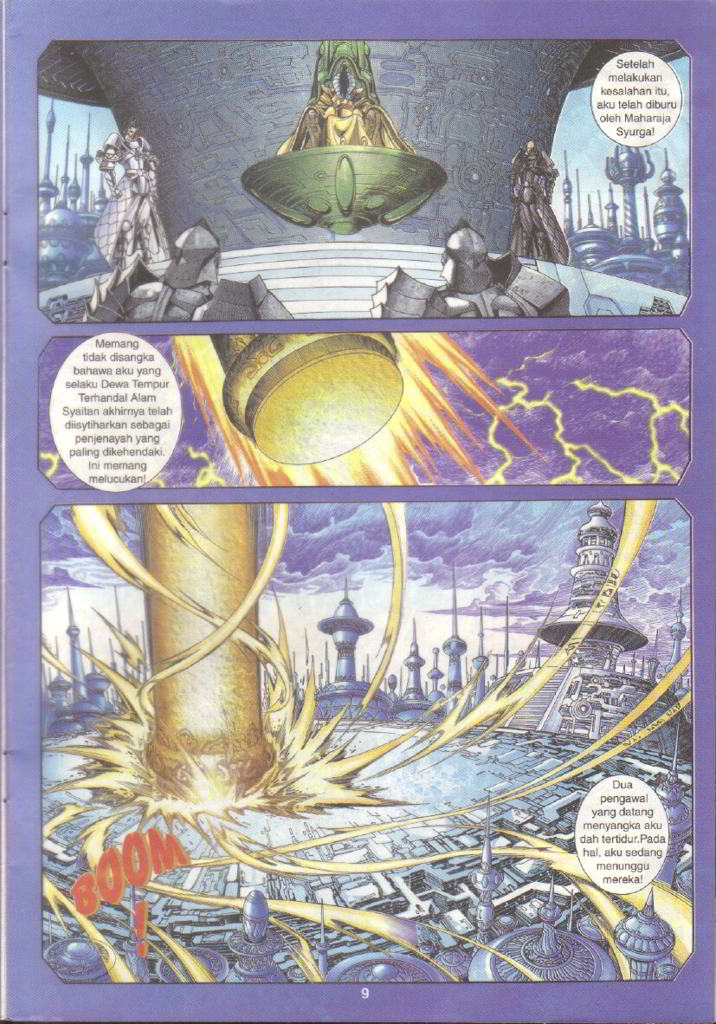 Setelah
melakukan
kesalahan itu,
aku telah diburu
oleh Maharaja
Syurga!
Memang
tidak disangka
bahawa aku yang
selaku Dewa Tempur
Terhandal Alam
Syaitan akhirnya telah
diisytiharkan sebagai
penjenayah yang
paling dikehendaki.
Ini memang
melucukan!
Dua
pengawal
yang datang
menyangka aku
dah tertidur.Pada
hal, aku sedang
menunggu
mereka!
BOOM
!
9